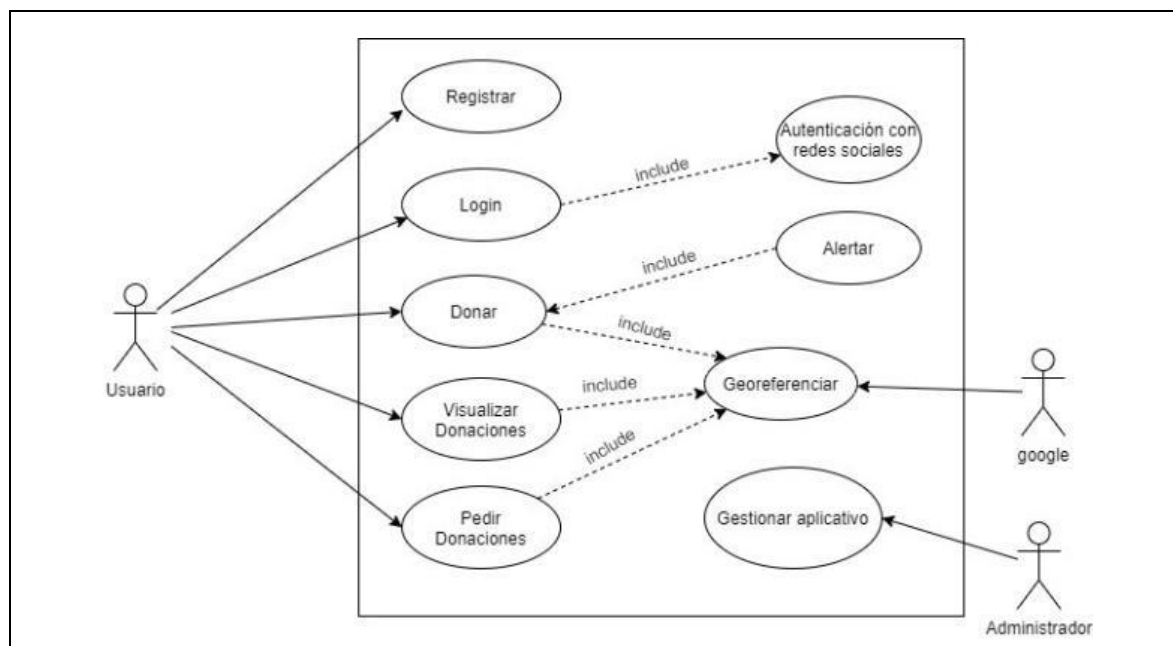 Registrar
Autenticación con
redes sociales
include
Login
Alertar
include
Donar
include
Georeferenciar
include
Visualizar
Donaciones
include
Pedir
Donaciones
Gestionar aplicativo
Usuario
google
Administrador